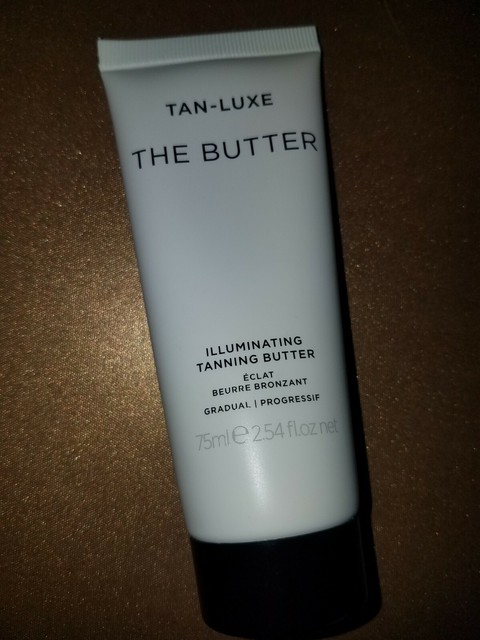 TAN-LUXE
THE BUTTER
ILLUMINATING
TANNING BUTTER
ÉCLAT
BEURRE BRONZANT
GRADUAL | PROGRESSIF
75ml ℮ 2.54 fl.oz net